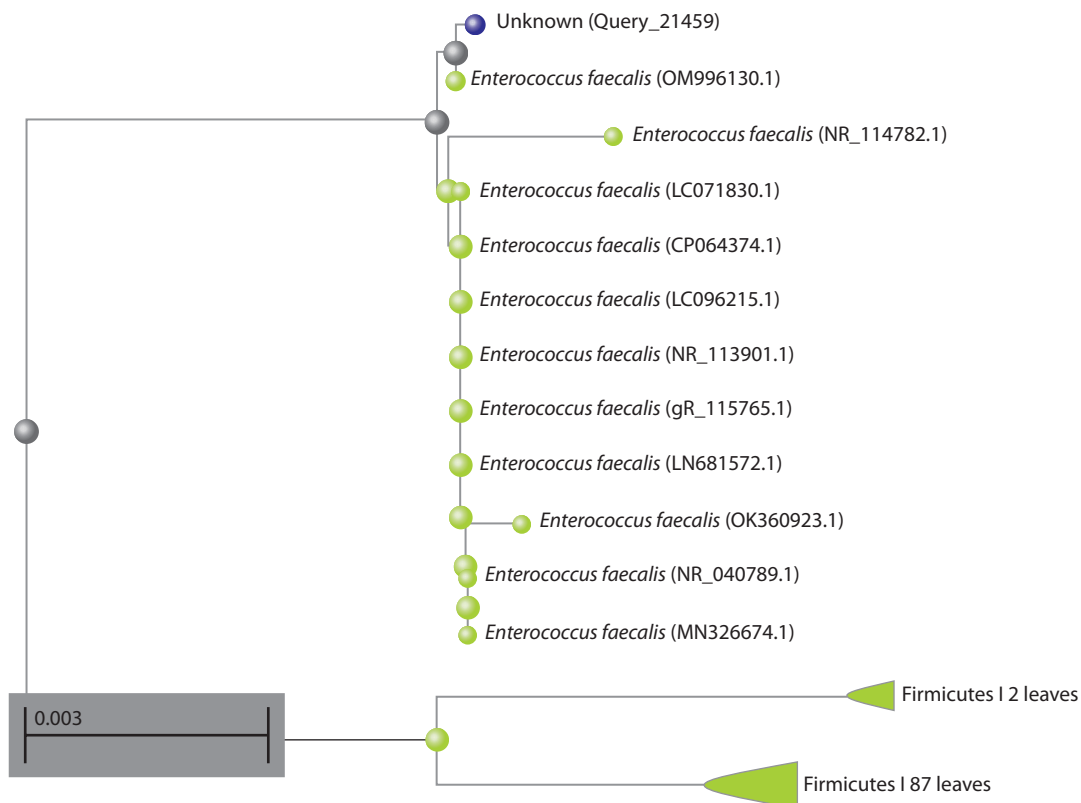 Unknown (Query_21459)
Enterococcus faecalis (OM996130.1)
Enterococcus faecalis (NR_114782.1)
Enterococcus faecalis (LC071830.1)
Enterococcus faecalis (CP064374.1)
Enterococcus faecalis (LC096215.1)
Enterococcus faecalis (NR_113901.1)
Enterococcus faecalis (gR_115765.1)
Enterococcus faecalis (LN681572.1)
Enterococcus faecalis (OK360923.1)
Enterococcus faecalis (NR_040789.1)
Enterococcus faecalis (MN326674.1)
Firmicutes I 2 leaves
0.003
Firmicutes I 87 leaves